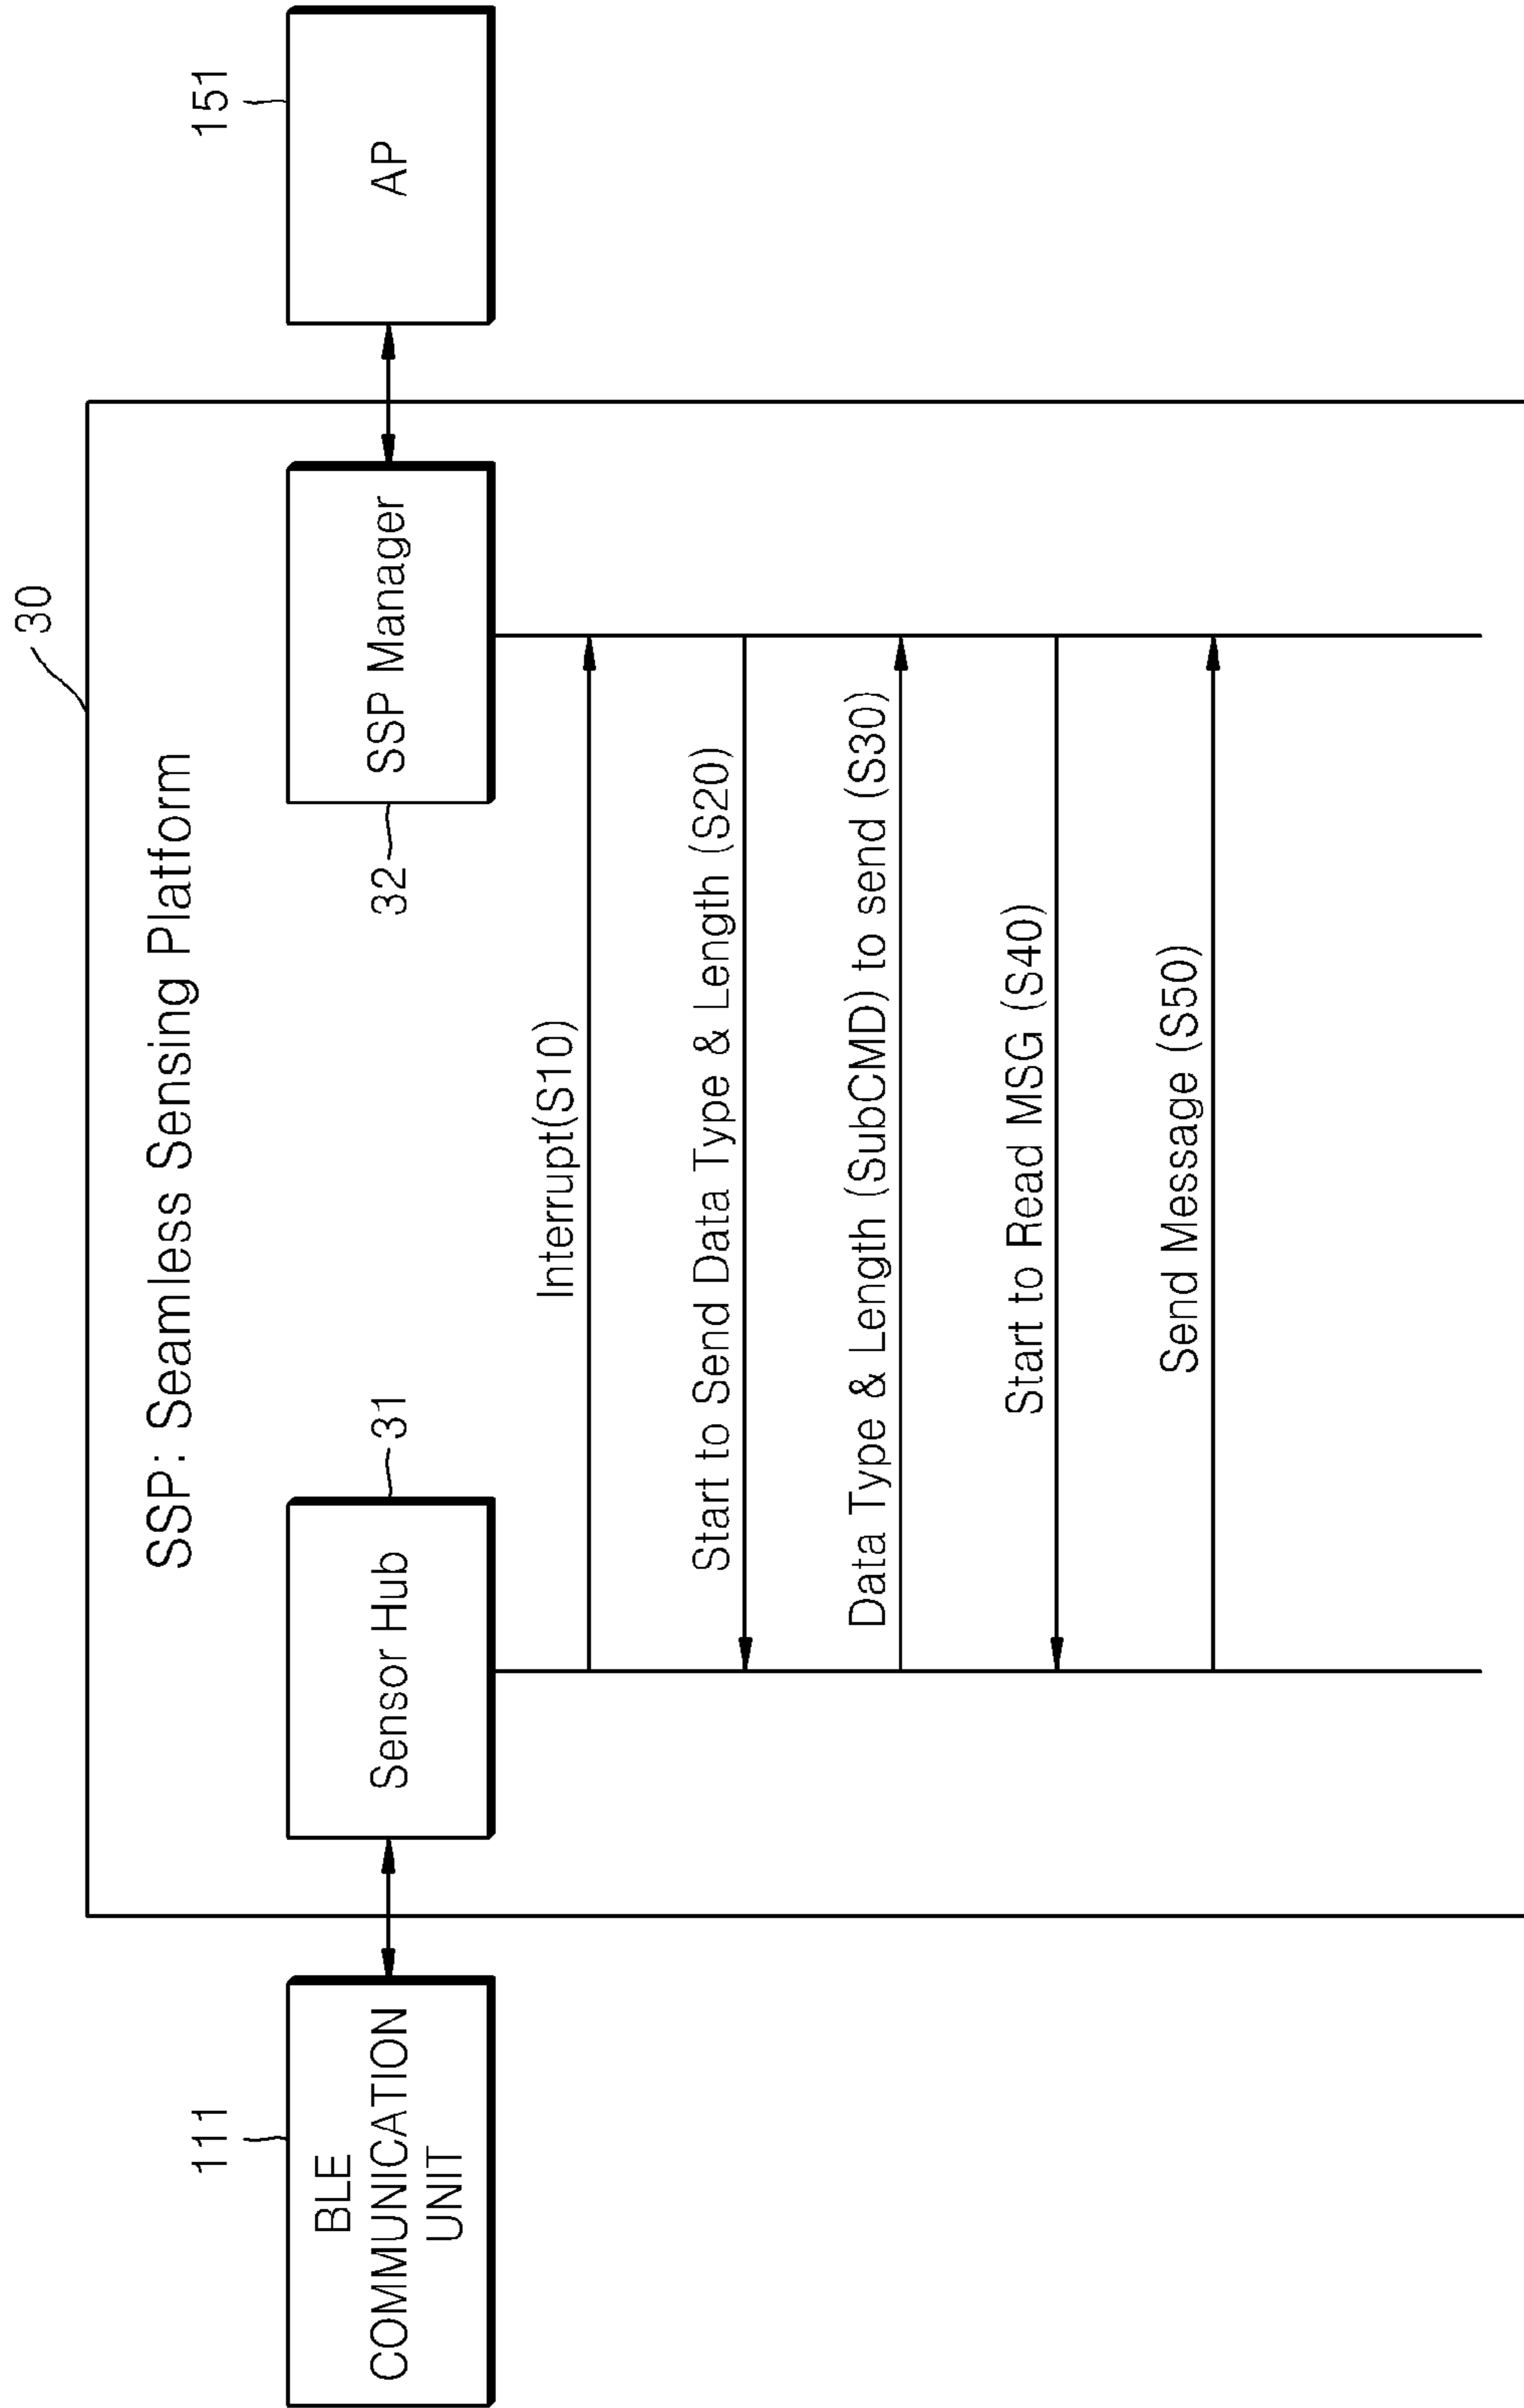 30
SSP: Seamless Sensing Platform
111
BLE
COMMUNICATION
UNIT
Sensor Hub
31
32
SSP Manager
151
AP
Interrupt(S10)
Start to Send Data Type & Length (S20)
Data Type & Length (SubCMD) to send (S30)
Start to Read MSG (S40)
Send Message (S50)